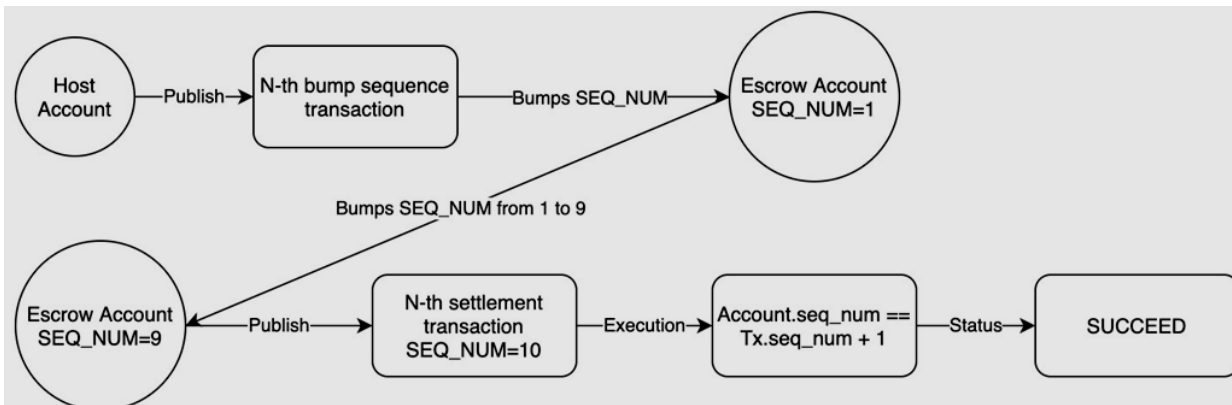 Host
Account
Publish
N-th bump sequence
transaction
Bumps SEQ_NUM
Escrow Account
SEQ_NUM=1
Bumps SEQ_NUM from 1 to 9
Escrow Account
SEQ_NUM=9
Publish
N-th settlement
transaction
SEQ_NUM=10
Execution
Account.seq_num ==
Tx.seq_num + 1
Status
SUCCEED